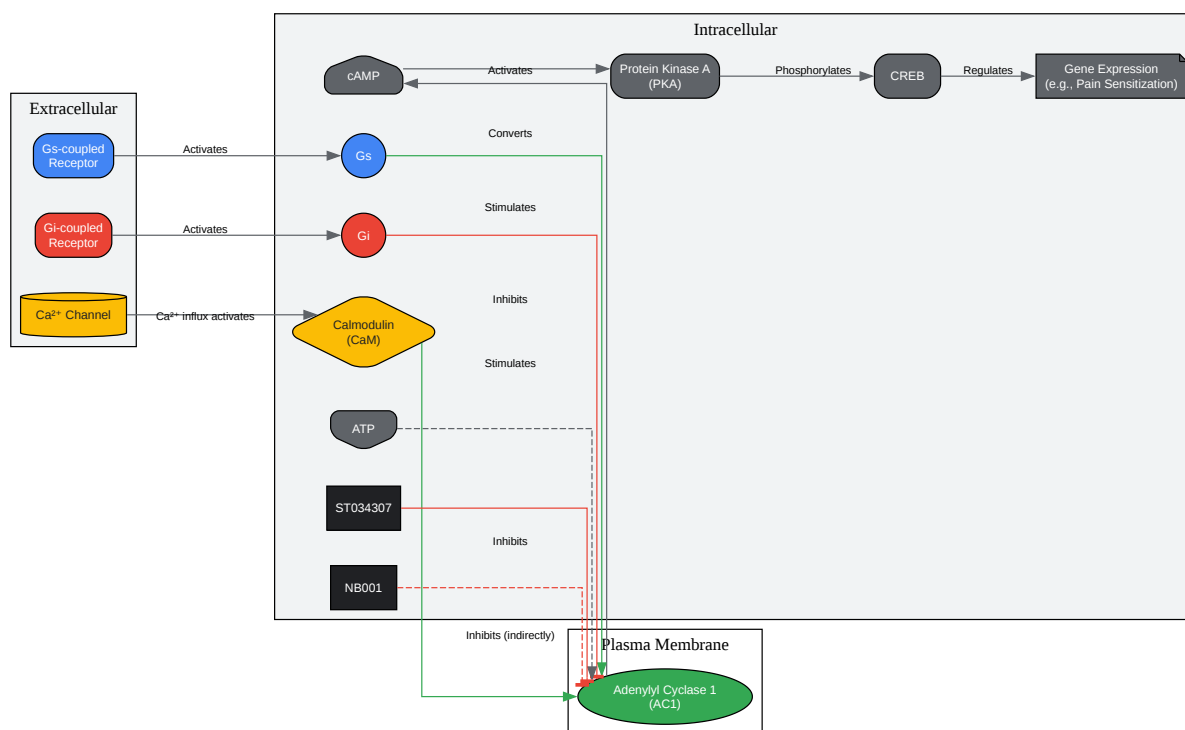 Intracellular
cAMP
Activates
Protein Kinase A
(PKA)
Phosphorylates
CREB
Regulates
Gene Expression
(e.g., Pain Sensitization)
Extracellular
Gs-coupled
Receptor
Activates
Gs
Converts
Gi-coupled
Receptor
Activates
Gi
Stimulates
Ca²⁺ Channel
Ca²⁺ influx activates
Calmodulin
(CaM)
Inhibits
Stimulates
ATP
ST034307
Inhibits
NB001
Inhibits (indirectly)
Plasma Membrane
Adenylyl Cyclase 1
(AC1)